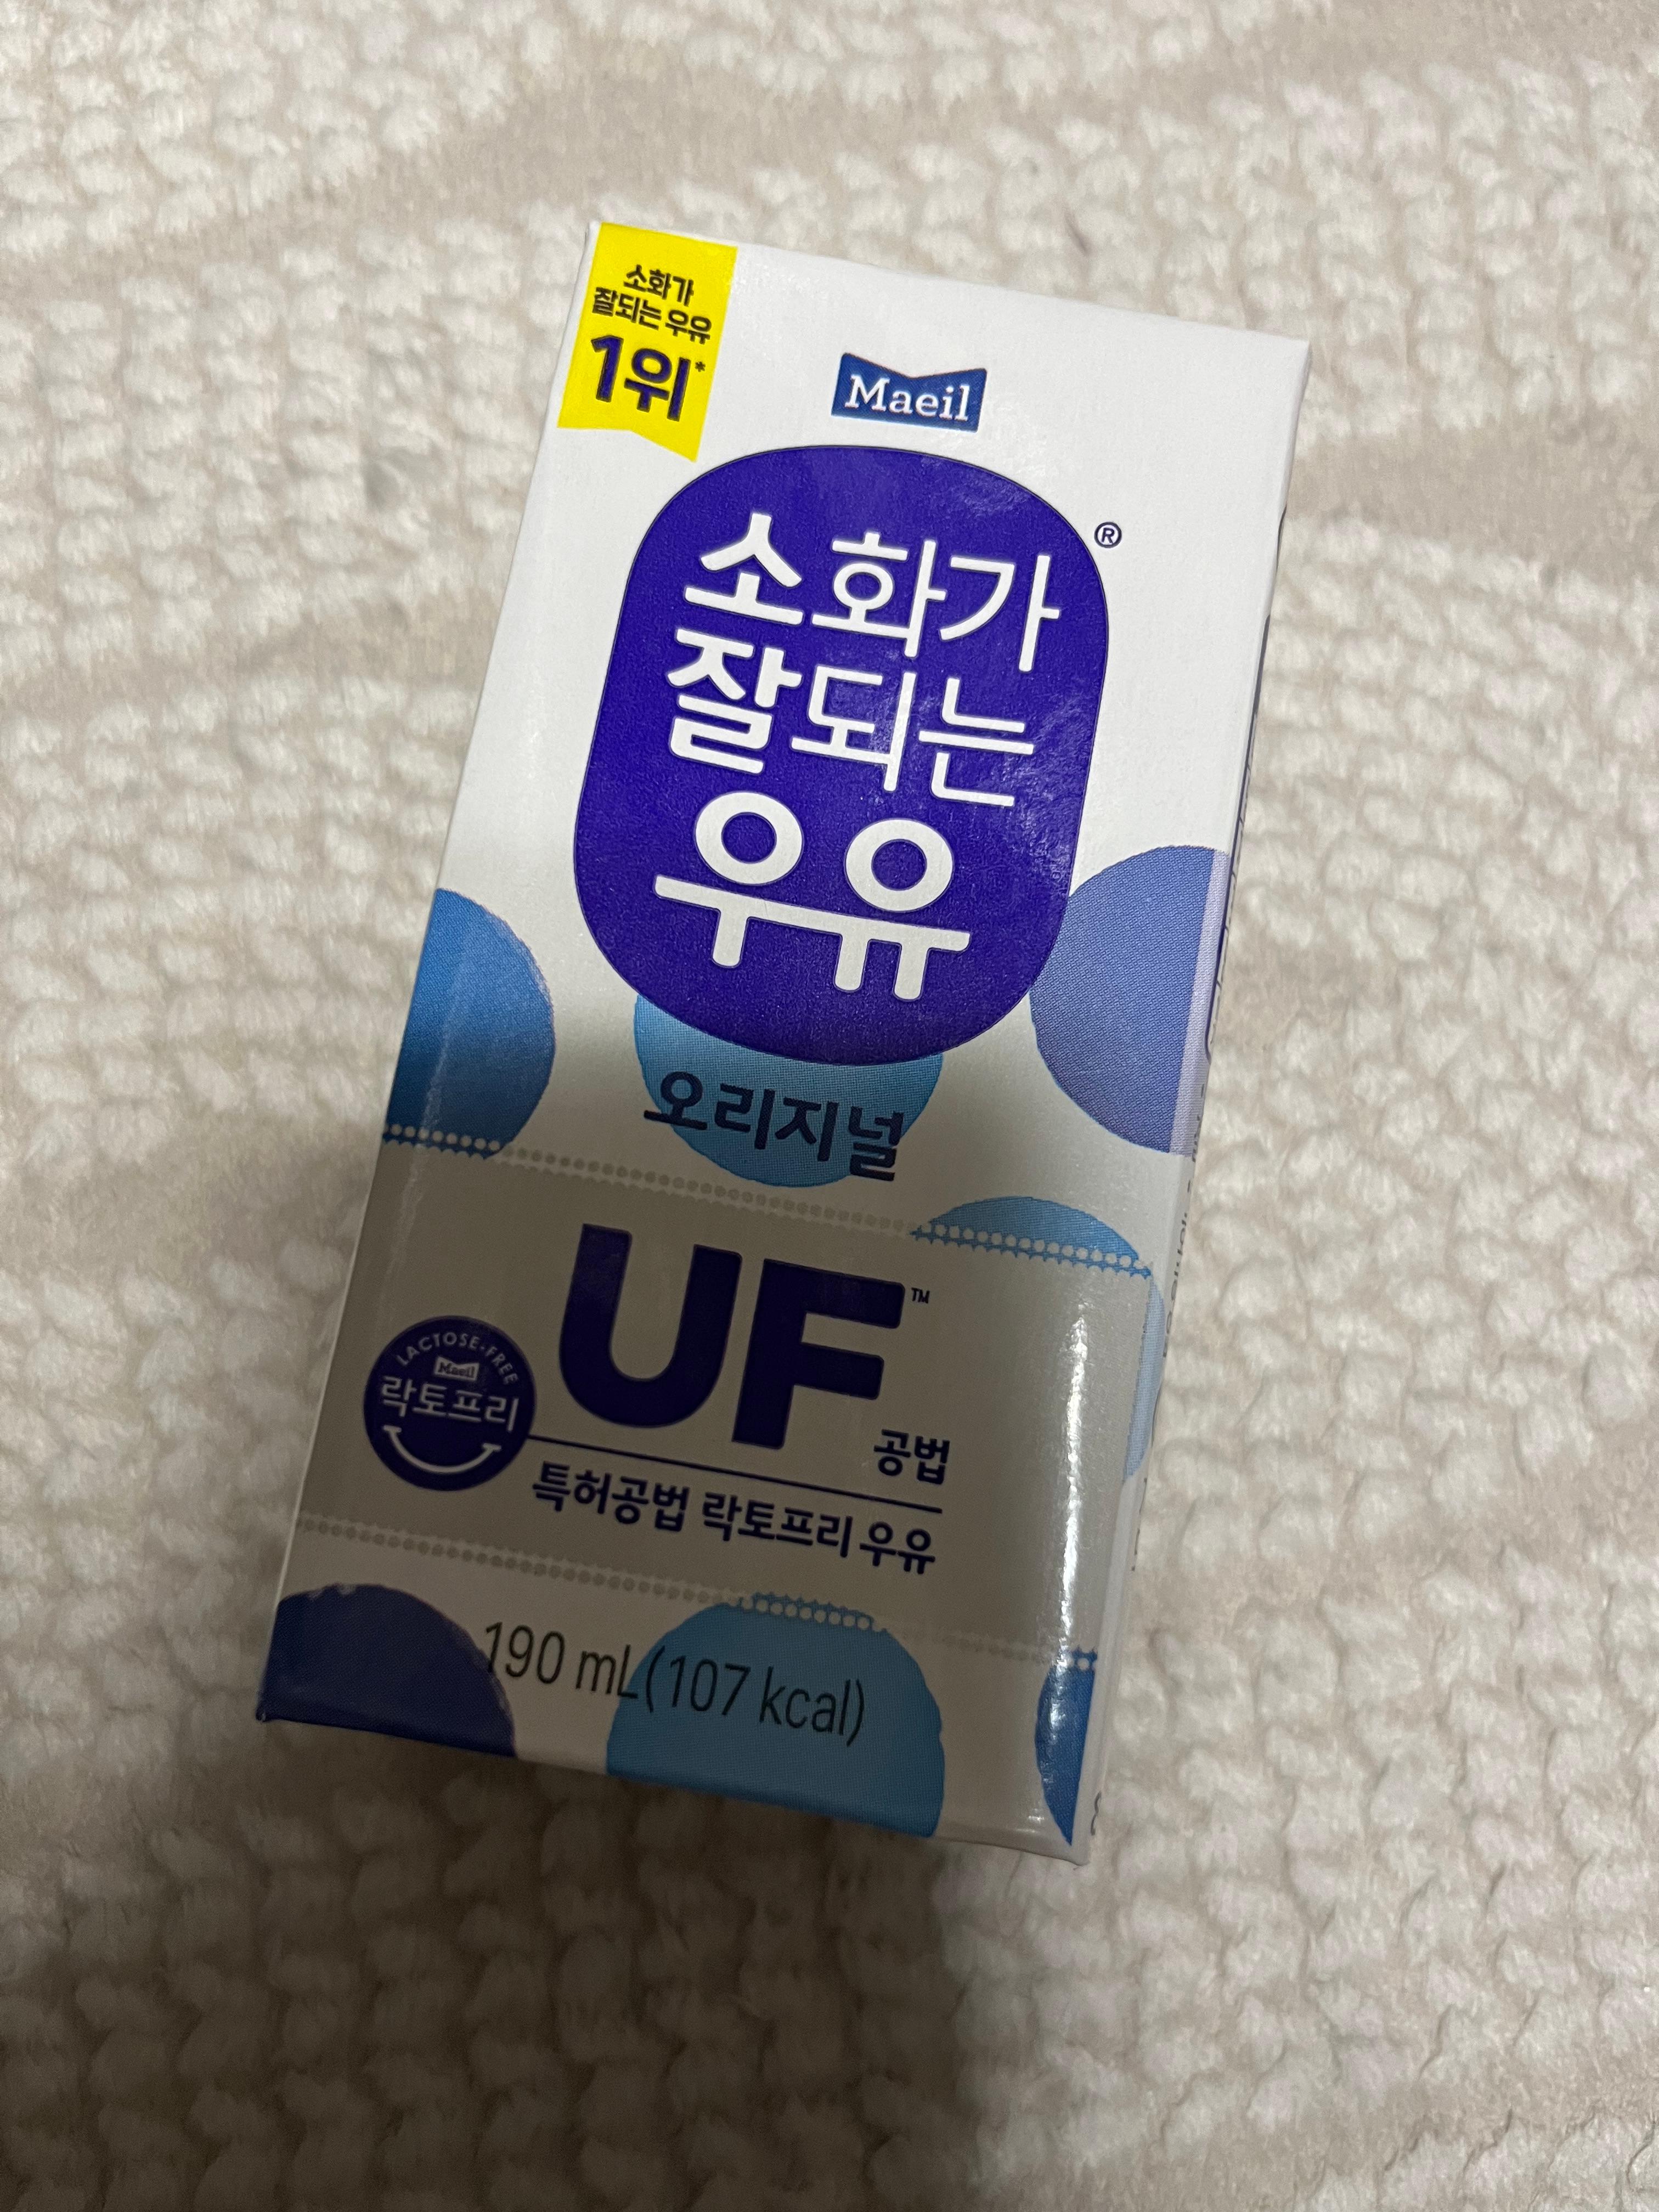 소화가
잘되는 우유
1위*
Maeil
소화가
잘되는
우유
®
오리지널
UF™
공법
LACTOSE-FREE
Maeil
락토프리
특허공법 락토프리 우유
190 mL(107 kcal)